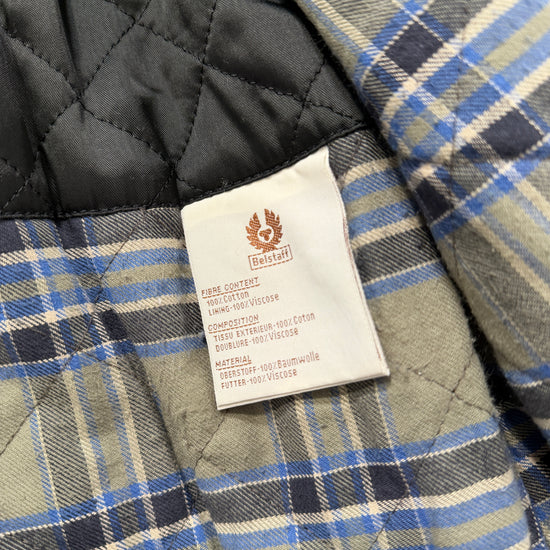 Belstaff
FIBRE CONTENT
100%Cotton
LINING-100%Viscose
COMPOSITION
TISSU EXTERIEUR-100%Coton
DOUBLURE-100%Viscose
MATERIAL
OBERSTOFF-100%Baumwolle
FUTTER-100%Viscose